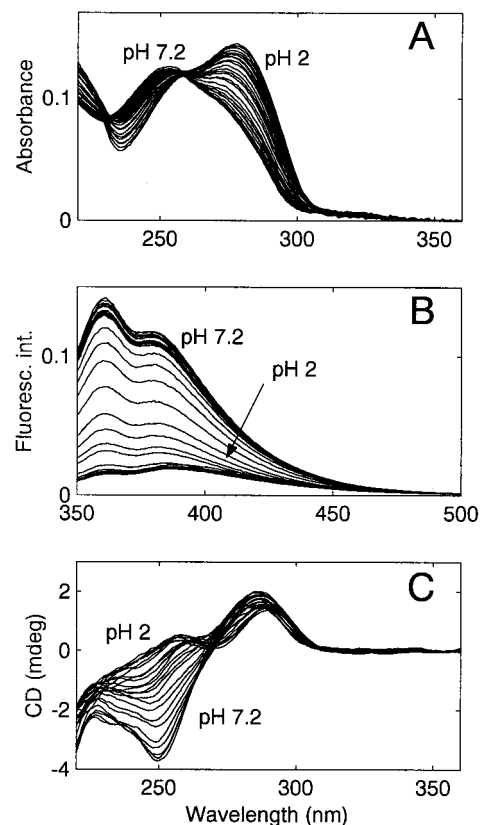 A
pH 7.2
pH 2
0.1
0
Absorbance
250 300 350
B
pH 7.2
pH 2
0.1
0
Fluoresc. int.
350 400 450 500
C
pH 2
pH 7.2
2
0
-2
-4
CD (mdeg)
250 300 350
Wavelength (nm)